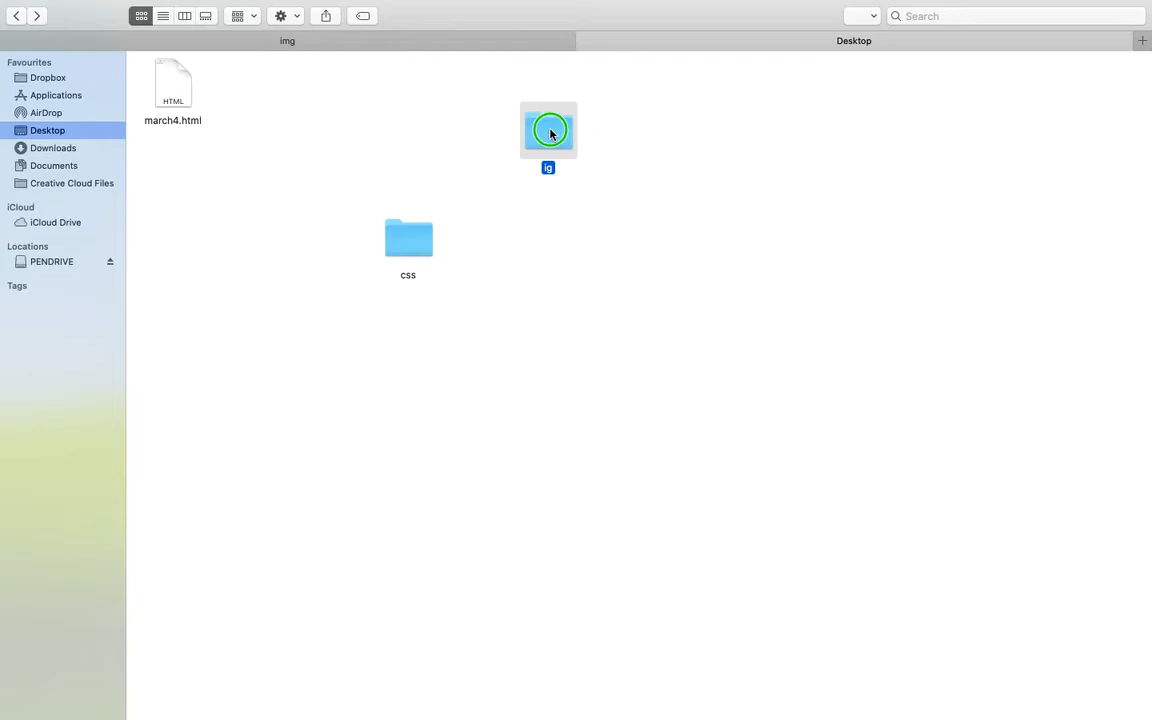 Search
img
Desktop
Favourites
Dropbox
Applications
AirDrop
Desktop
Downloads
Documents
Creative Cloud Files
iCloud
iCloud Drive
Locations
PENDRIVE
Tags
HTML
march4.html
ig
css